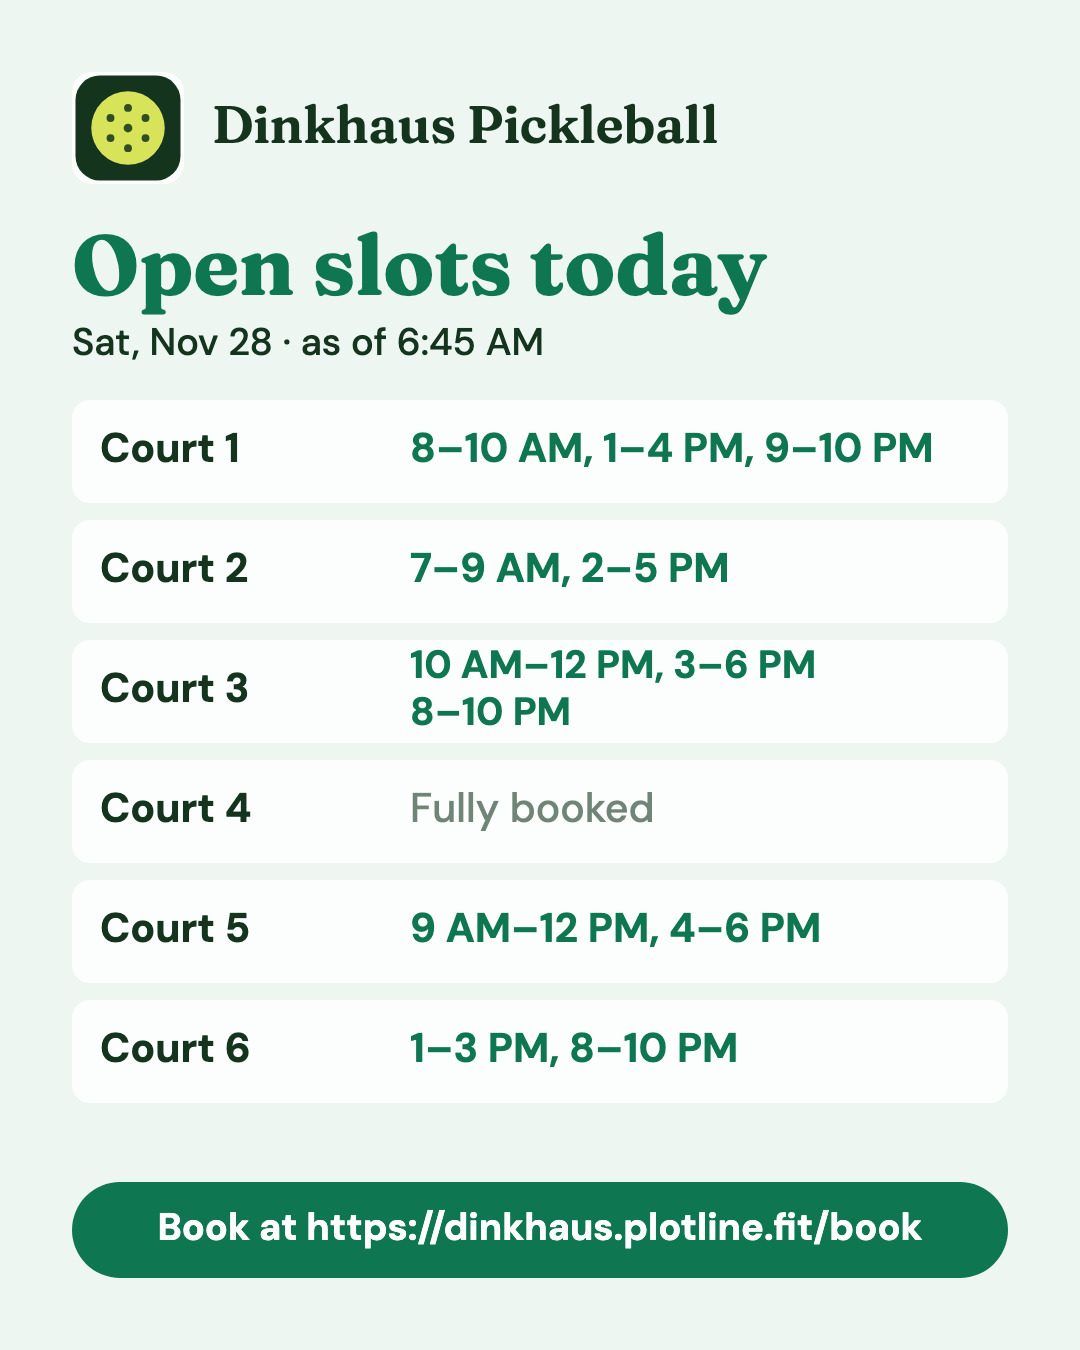 Dinkhaus Pickleball
Open slots today
Sat, Nov 28 · as of 6:45 AM
Court 1 8–10 AM, 1–4 PM, 9–10 PM
Court 2 7–9 AM, 2–5 PM
Court 3 10 AM–12 PM, 3–6 PM
8–10 PM
Court 4 Fully booked
Court 5 9 AM–12 PM, 4–6 PM
Court 6 1–3 PM, 8–10 PM
Book at https://dinkhaus.plotline.fit/book